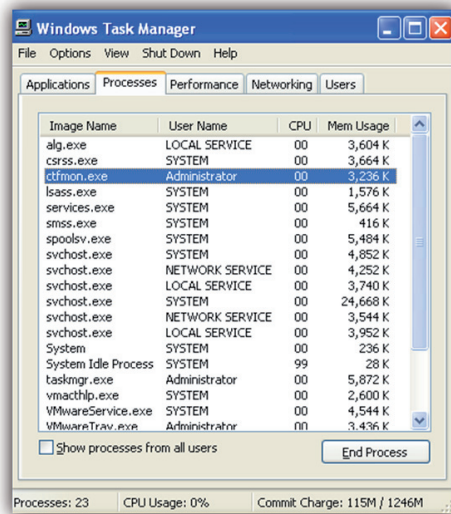 Windows Task Manager
File Options View Shut Down Help
Applications Processes Performance Networking Users
Image Name User Name CPU Mem Usage
alg.exe LOCAL SERVICE 00 3,604 K
csrss.exe SYSTEM 00 3,664 K
ctfmon.exe Administrator 00 3,236 K
lsass.exe SYSTEM 00 1,576 K
services.exe SYSTEM 00 5,664 K
smss.exe SYSTEM 00 416 K
spoolsv.exe SYSTEM 00 5,484 K
svchost.exe SYSTEM 00 4,852 K
svchost.exe NETWORK SERVICE 00 4,252 K
svchost.exe LOCAL SERVICE 00 3,740 K
svchost.exe SYSTEM 00 24,668 K
svchost.exe NETWORK SERVICE 00 3,544 K
svchost.exe LOCAL SERVICE 00 3,952 K
System SYSTEM 00 236 K
System Idle Process SYSTEM 99 28 K
taskmgr.exe Administrator 00 5,872 K
vmacthlp.exe SYSTEM 00 2,600 K
VMwareService.exe SYSTEM 00 4,544 K
VMwareTray.exe Administrator 00 3,436 K
Show processes from all users End Process
Processes: 23 CPU Usage: 0% Commit Charge: 115M / 1246M